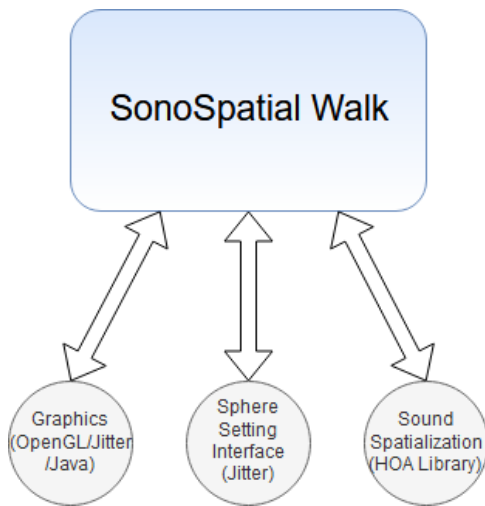 SonoSpatial Walk
Graphics
(OpenGL/Jitter
/Java)
Sphere
Setting
Interface
(Jitter)
Sound
Spatialization
(HOA Library)/